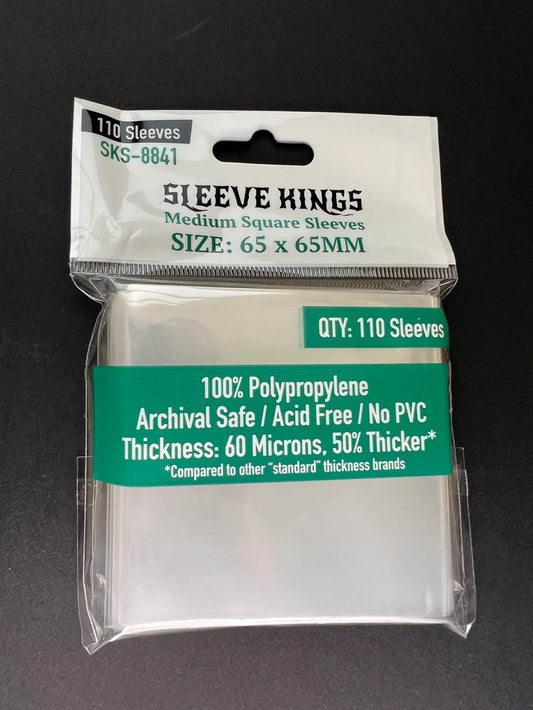 110 Sleeves
SKS-8841
SLEEVE KINGS
Medium Square Sleeves
SIZE: 65 x 65MM
QTY: 110 Sleeves
100% Polypropylene
Archival Safe / Acid Free / No PVC
Thickness: 60 Microns, 50% Thicker*
*Compared to other "standard" thickness brands